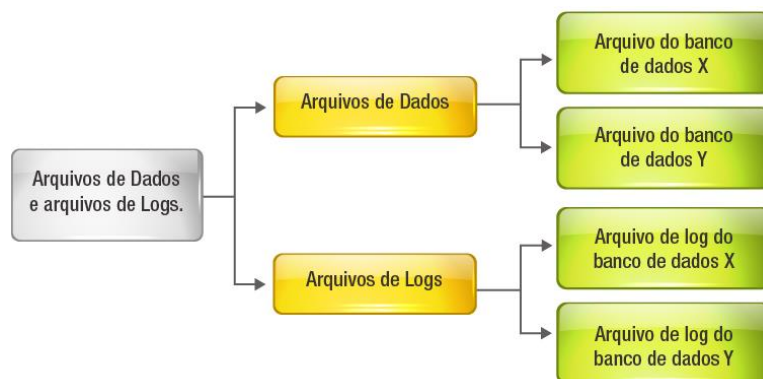 Arquivos de Dados
e arquivos de Logs.
Arquivos de Dados
Arquivo do banco
de dados X
Arquivo do banco
de dados Y
Arquivos de Logs
Arquivo de log do
banco de dados X
Arquivo de log do
banco de dados Y